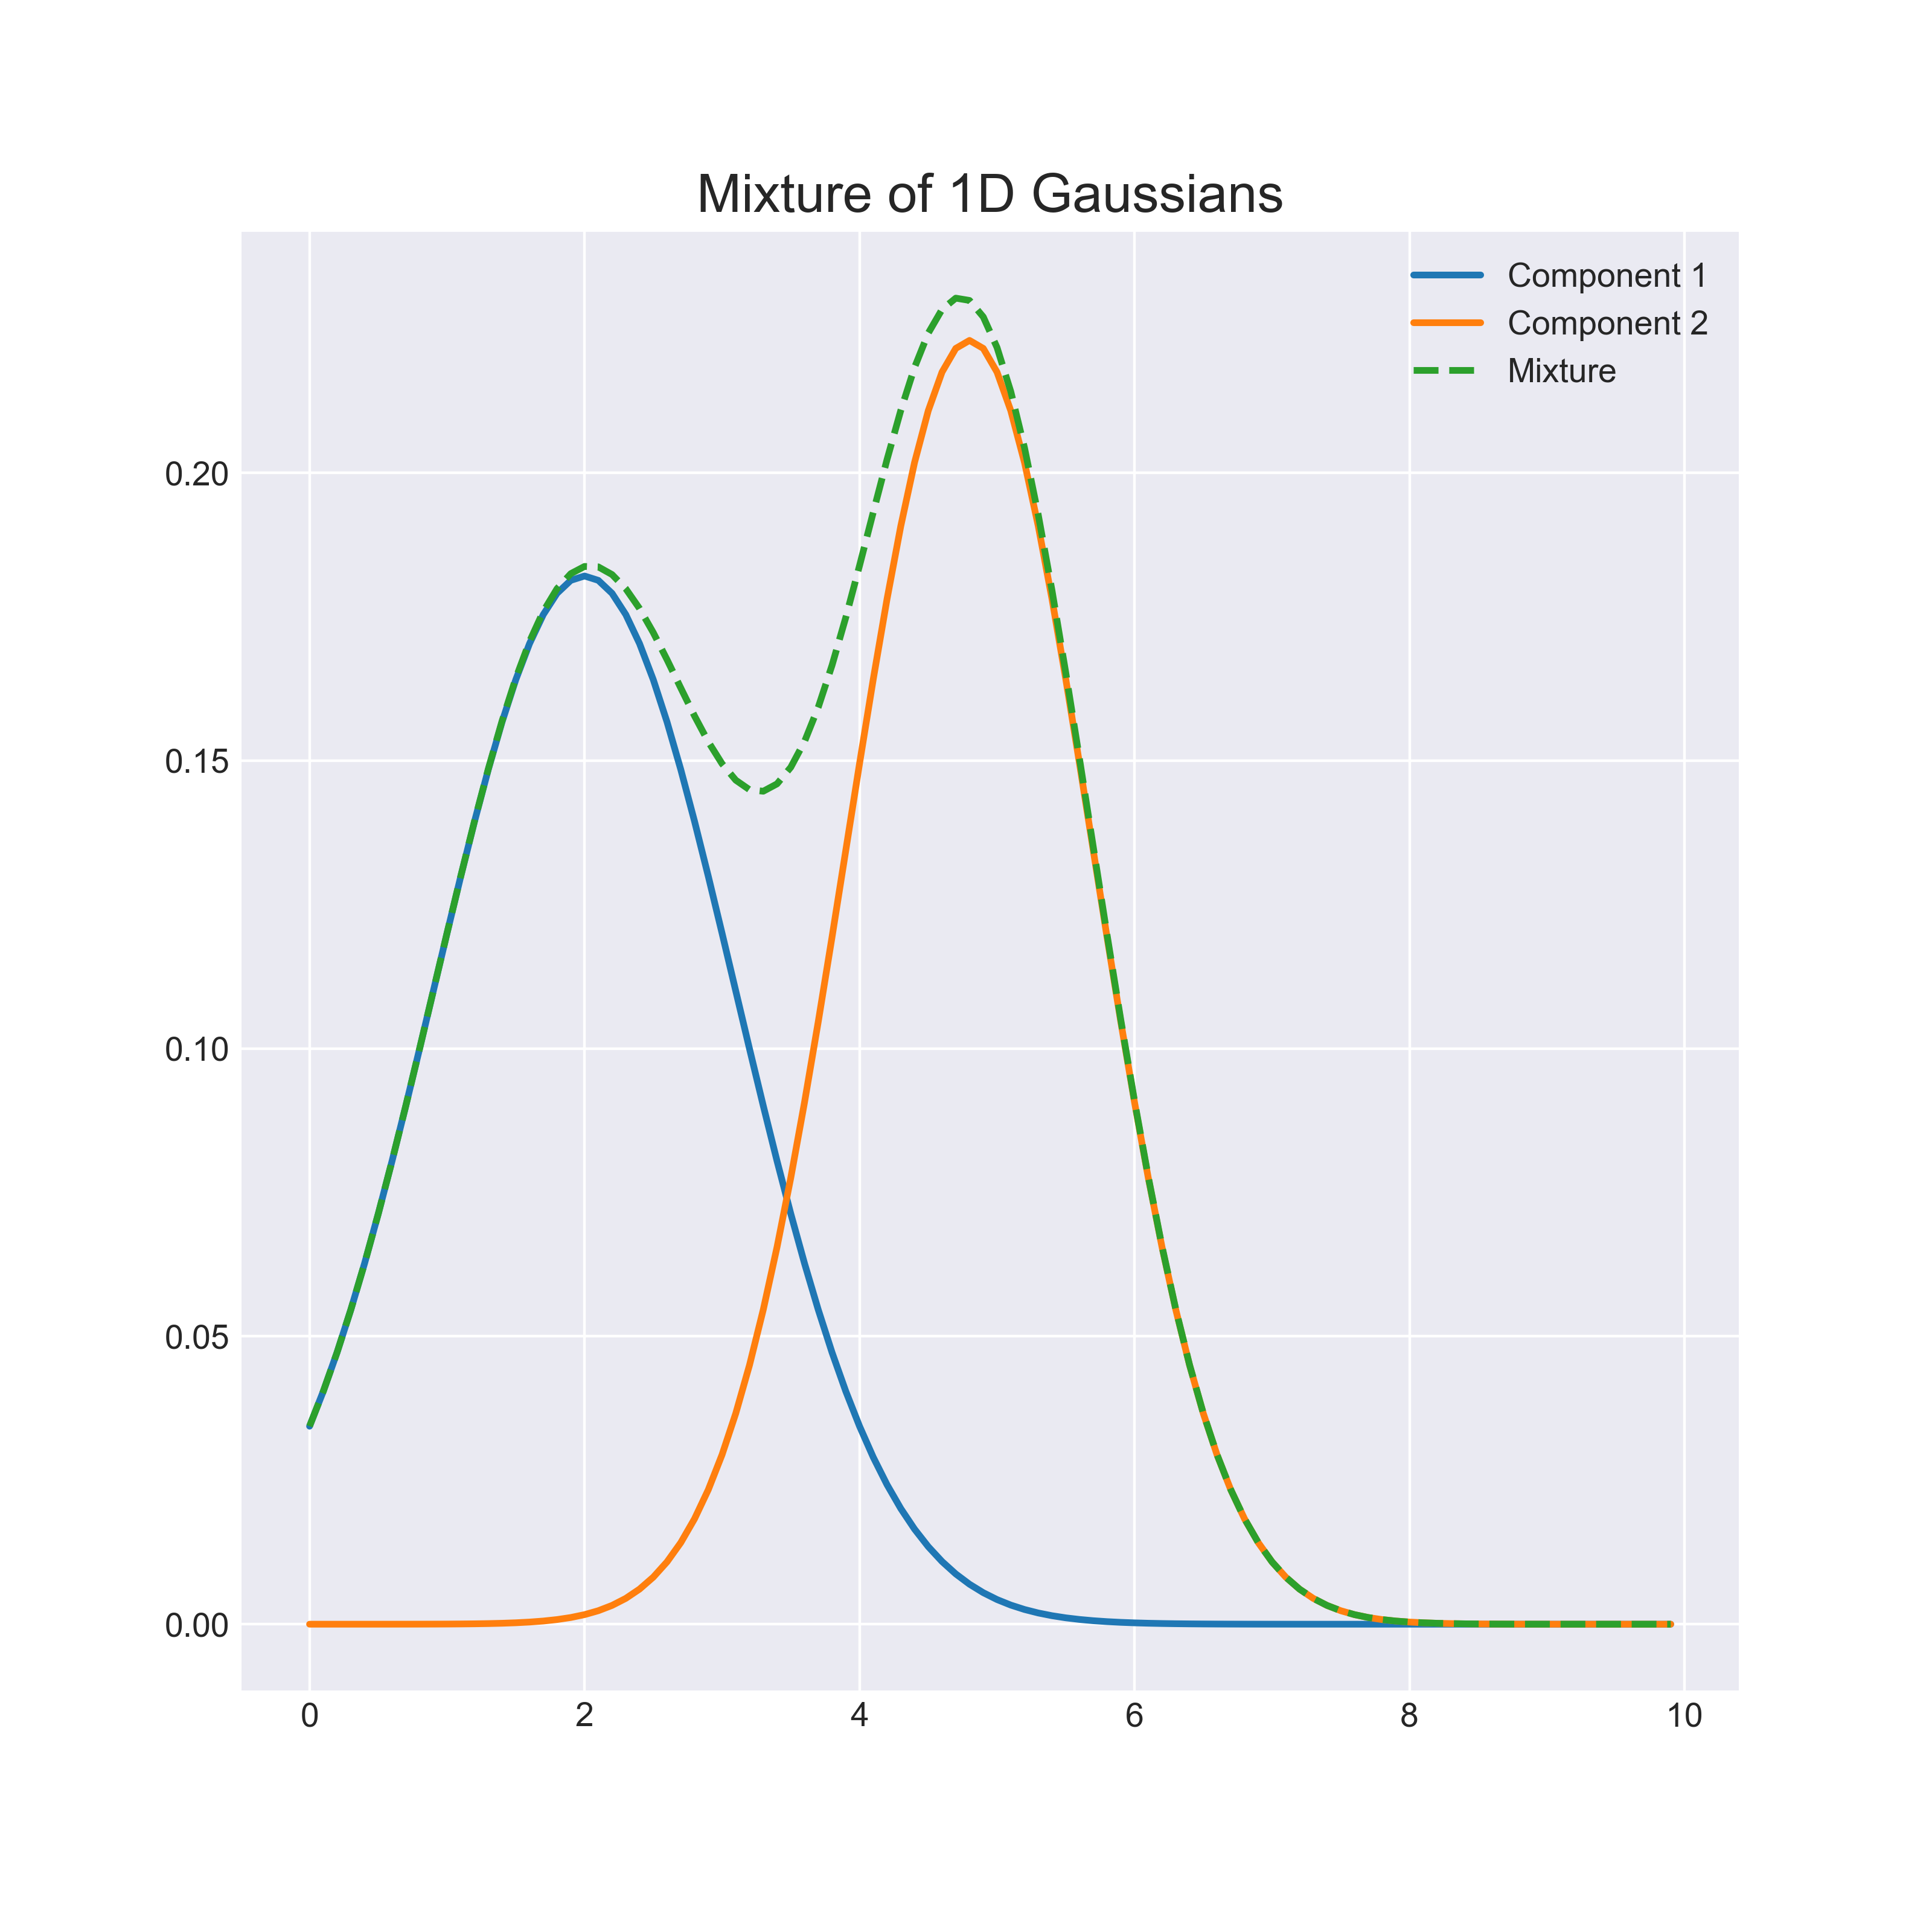 Mixture of 1D Gaussians
Component 1
Component 2
Mixture
0.20
0.15
0.10
0.05
0.00
0 2 4 6 8 10